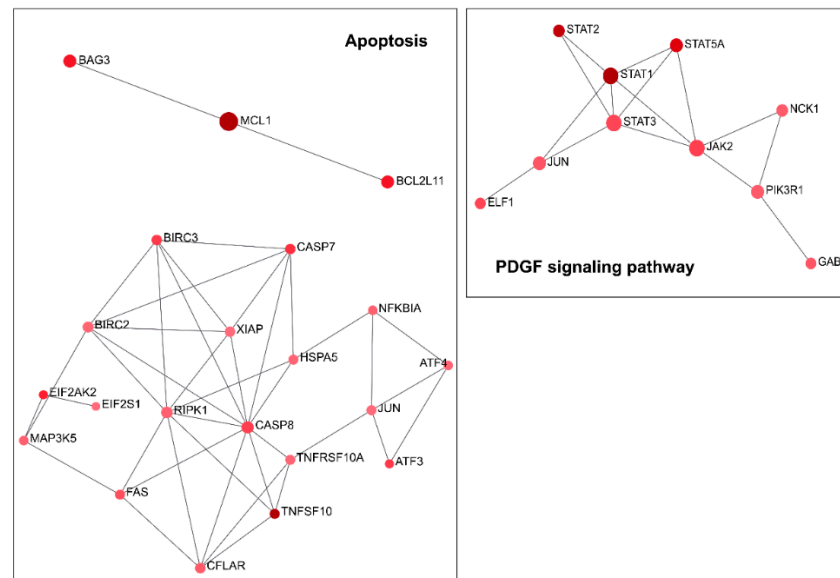 Apoptosis
BAG3
MCL1
BCL2L11
BIRC3
CASP7
NFKBIA
BIRC2
XIAP
HSPA5
ATF4
EIF2AK2
EIF2S1
RIPK1
JUN
CASP8
MAP3K5
TNFRSF10A
ATF3
FAS
TNFSF10
CFLAR
STAT2
STAT5A
STAT1
NCK1
STAT3
JAK2
JUN
PIK3R1
ELF1
GAB
PDGF signaling pathway